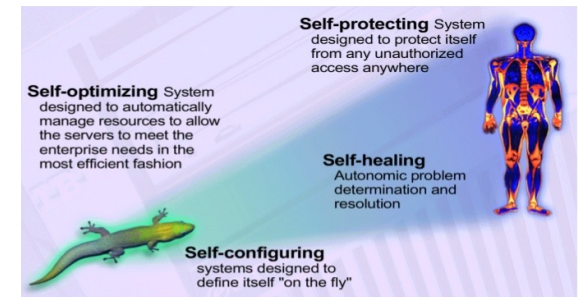 Self-protecting System
designed to protect itself
from any unauthorized
access anywhere
Self-optimizing System
designed to automatically
manage resources to allow
the servers to meet the
enterprise needs in the
most efficient fashion
Self-healing
Autonomic problem
determination and
resolution
Self-configuring
systems designed to
define itself "on the fly"